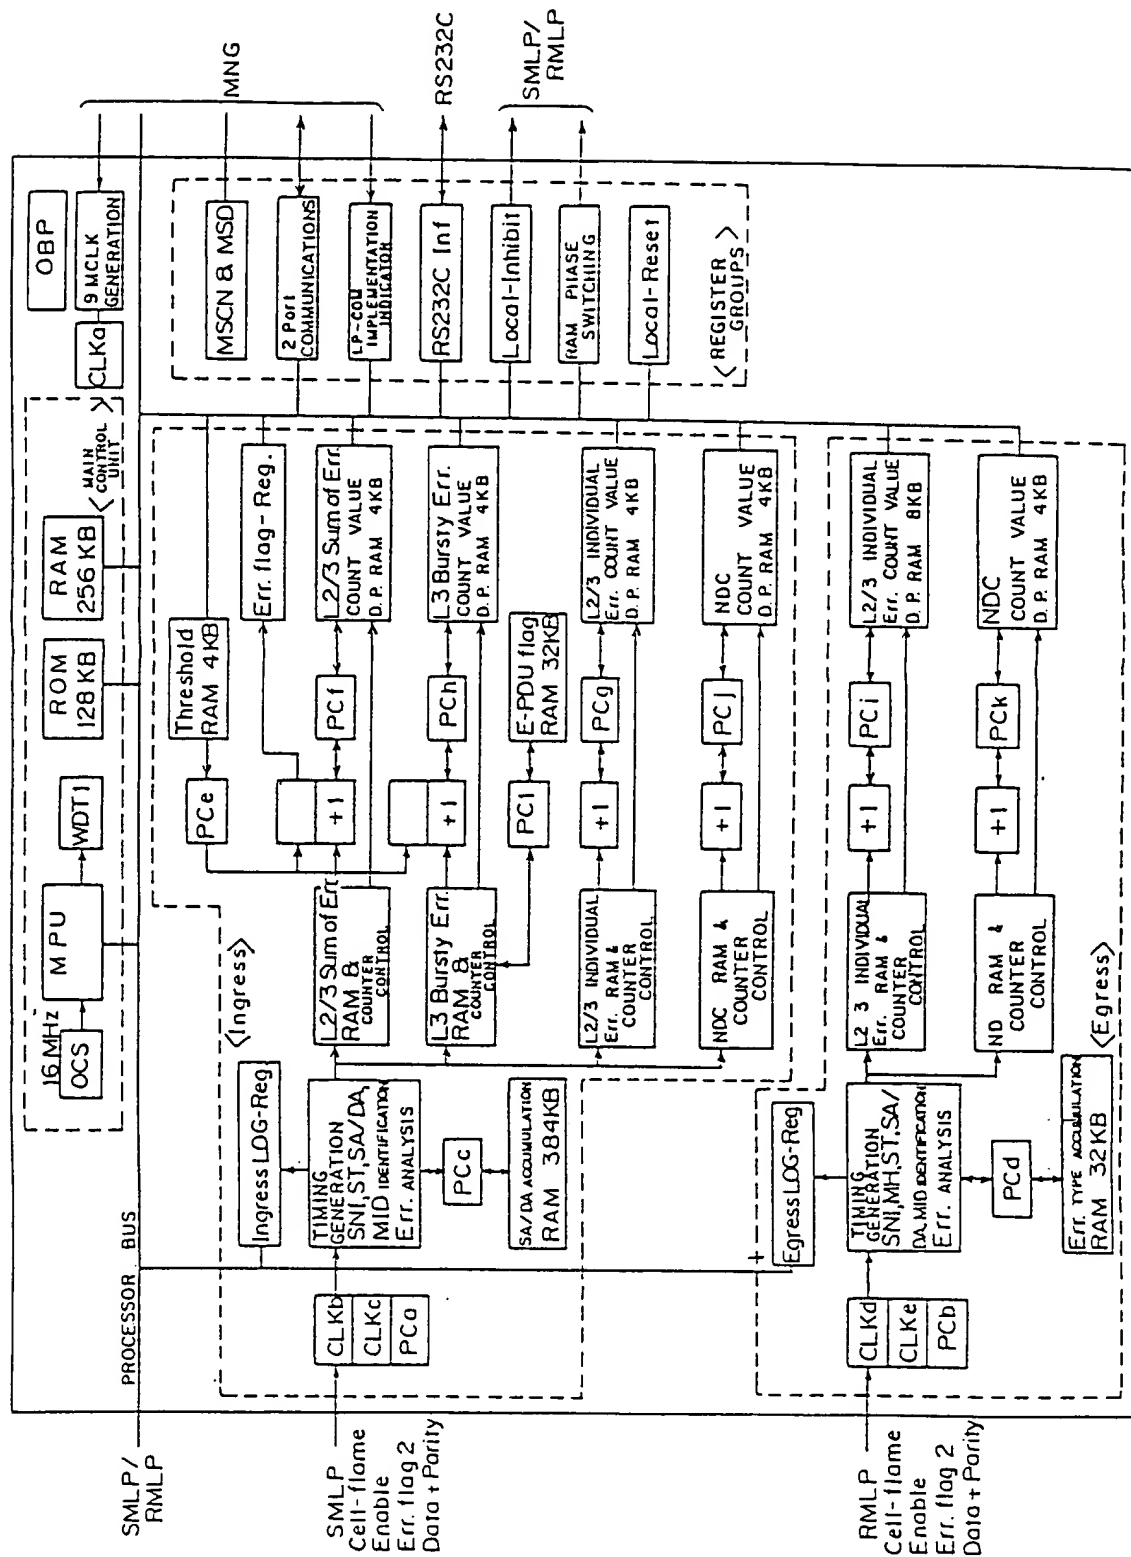 SMLP/
RMLP
PROCESSOR BUS
16 MHz
OCS
MPU
WDT1
ROM
128 KB
RAM
256 KB
<MAIN
CONTROL
UNIT>
CLKa
9 MCLK
GENERATION
OBP
MNG
MSCN & MSD
2 Port
COMMUNICATIONS
LP-COM
IMPLEMENTATION
INDICATOR
RS232C Inf
RS232C
Local-Inhibit
RAM PHASE
SWITCHING
SMLP/
RMLP
Local-Reset
<REGISTER
GROUPS>
<Ingress>
SMLP
Cell-flame
Enable
Err. flag 2
Data + Parity
CLKb
CLKc
PCa
Ingress LOG-Reg
TIMING
GENERATION
SNI, ST, SA/DA,
MID IDENTIFICATION
Err. ANALYSIS
PCc
SA/DA ACCUMULATION
RAM 384KB
L2/3 Sum of Err
RAM &
COUNTER
CONTROL
L3 Bursty Err.
RAM &
COUNTER
CONTROL
L2/3 INDIVIDUAL
Err. RAM &
COUNTER
CONTROL
NDC RAM &
COUNTER
CONTROL
PCe
Threshold
RAM 4KB
+1
PCf
+1
PCh
PCl
E-PDU flag
RAM 32KB
+1
PCg
+1
PCj
Err. flag-Reg.
L2/3 Sum of Err.
COUNT VALUE
D.P. RAM 4KB
L3 Bursty Err.
COUNT VALUE
D.P. RAM 4KB
L2/3 INDIVIDUAL
Err. COUNT VALUE
D.P. RAM 4KB
NDC
COUNT VALUE
D.P. RAM 4KB
RMLP
Cell-flame
Enable
Err. flag 2
Data + Parity
CLKd
CLKe
PCb
Egress LOG-Reg
TIMING
GENERATION
SNI, MH, ST, SA/
DA, MID IDENTIFICATION
Err. ANALYSIS
PCd
Err. TYPE ACCUMULATION
RAM 32KB
<Egress>
L2 3 INDIVIDUAL
Err. RAM &
COUNTER
CONTROL
ND RAM &
COUNTER
CONTROL
+1
PCi
+1
PCk
L2/3 INDIVIDUAL
Err. COUNT VALUE
D.P. RAM 8KB
NDC
COUNT VALUE
D.P. RAM 4KB